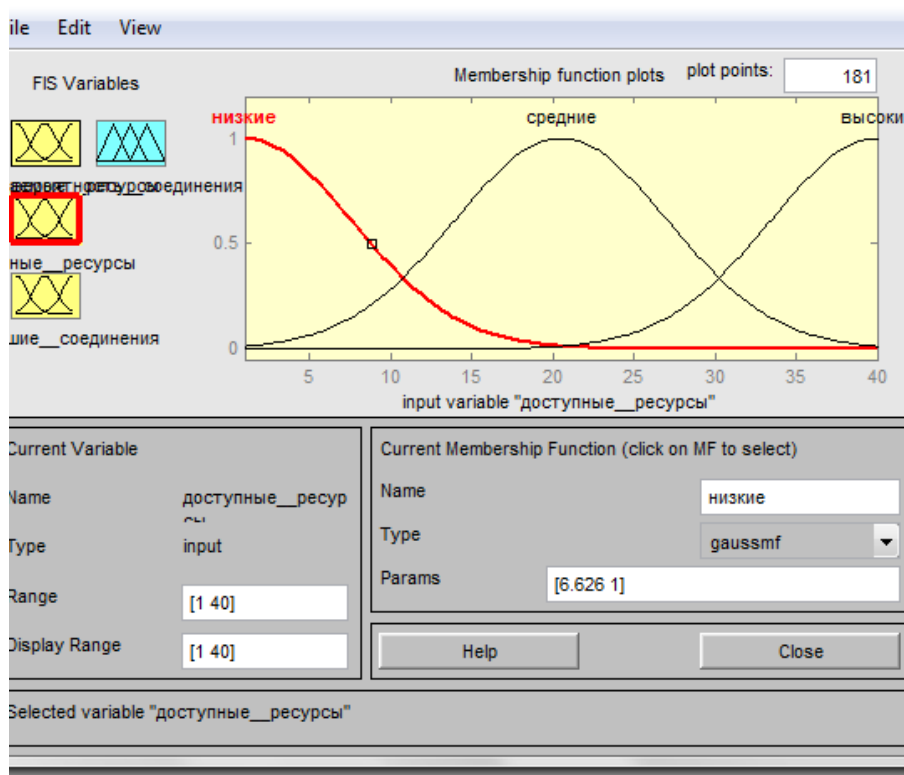 ile Edit View
FIS Variables
Membership function plots plot points: 181
низкие средние высоки
1
0.5
0
5 10 15 20 25 30 35 40
input variable "доступные__ресурсы"
соединения
ные__ресурсы
шие__соединения
Current Variable
Name доступные__ресур
сы
Type input
Range [1 40]
Display Range [1 40]
Current Membership Function (click on MF to select)
Name низкие
Type gaussmf
Params [6.626 1]
Help Close
Selected variable "доступные__ресурсы"